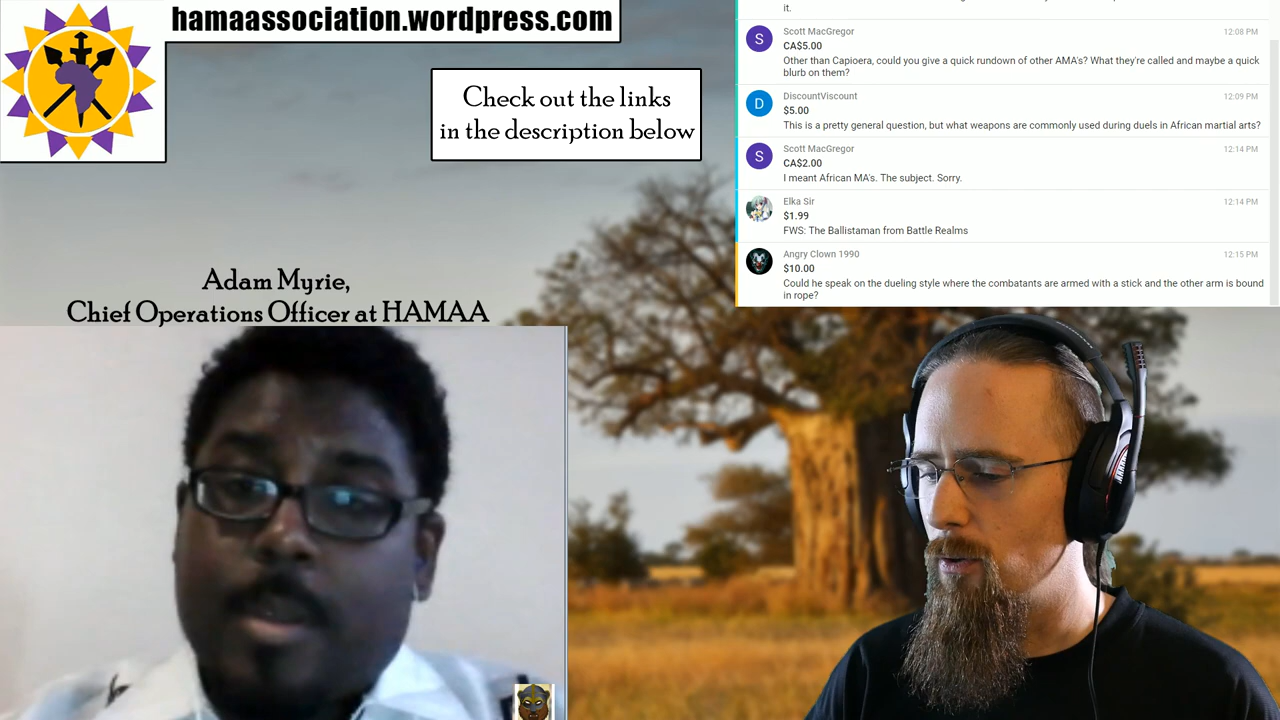 hamaassociation.wordpress.com
Check out the links
in the description below
Adam Myrie,
Chief Operations Officer at HAMAA
it.
S
Scott MacGregor
12:08 PM
CA$5.00
Other than Capioera, could you give a quick rundown of other AMA's? What they're called and maybe a quick
blurb on them?
D
DiscountViscount
12:09 PM
$5.00
This is a pretty general question, but what weapons are commonly used during duels in African martial arts?
S
Scott MacGregor
12:14 PM
CA$2.00
I meant African MA's. The subject. Sorry.
Elka Sir
12:14 PM
$1.99
FWS: The Ballistaman from Battle Realms
Angry Clown 1990
12:15 PM
$10.00
Could he speak on the dueling style where the combatants are armed with a stick and the other arm is bound
in rope?